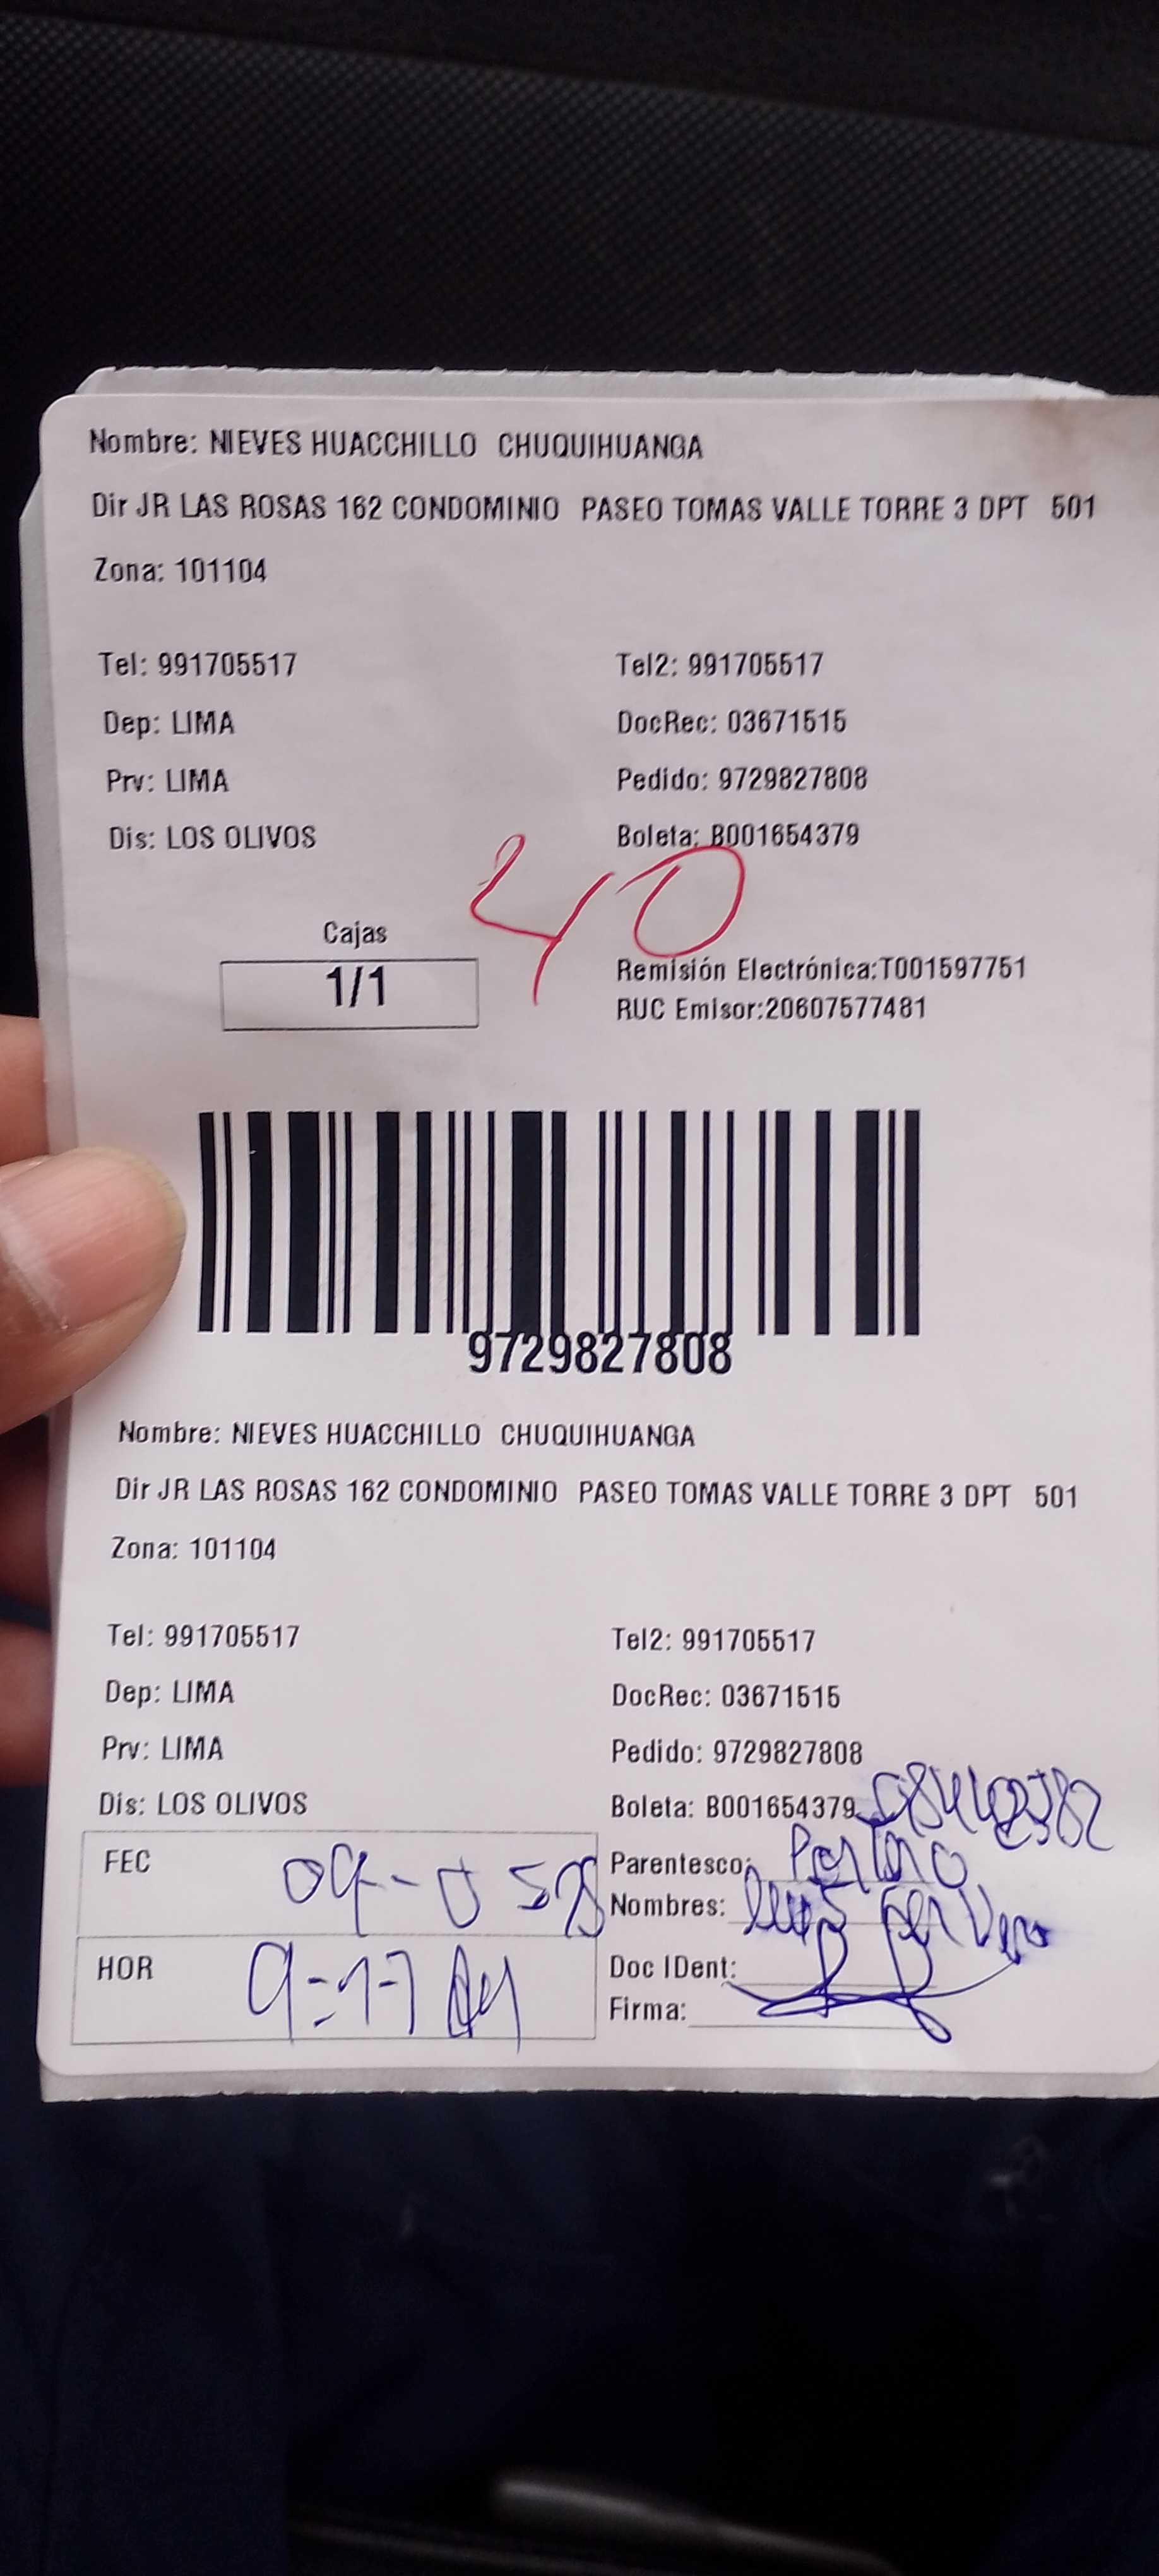 Nombre: NIEVES HUACCHILLO CHUQUIHUANGA
Dir JR LAS ROSAS 162 CONDOMINIO PASEO TOMAS VALLE TORRE 3 DPT 501
Zona: 101104
Tel: 991705517 Tel2: 991705517
Dep: LIMA DocRec: 03671515
Prv: LIMA Pedido: 9729827808
Dis: LOS OLIVOS Boleta: B001654379
40
Cajas
1/1
Remisión Electrónica:T001597751
RUC Emisor:20607577481
9729827808
Nombre: NIEVES HUACCHILLO CHUQUIHUANGA
Dir JR LAS ROSAS 162 CONDOMINIO PASEO TOMAS VALLE TORRE 3 DPT 501
Zona: 101104
Tel: 991705517 Tel2: 991705517
Dep: LIMA DocRec: 03671515
Prv: LIMA Pedido: 9729827808
Dis: LOS OLIVOS Boleta: B001654379
FEC
Parentesco:
Nombres:
HOR
Doc IDent:
Firma: